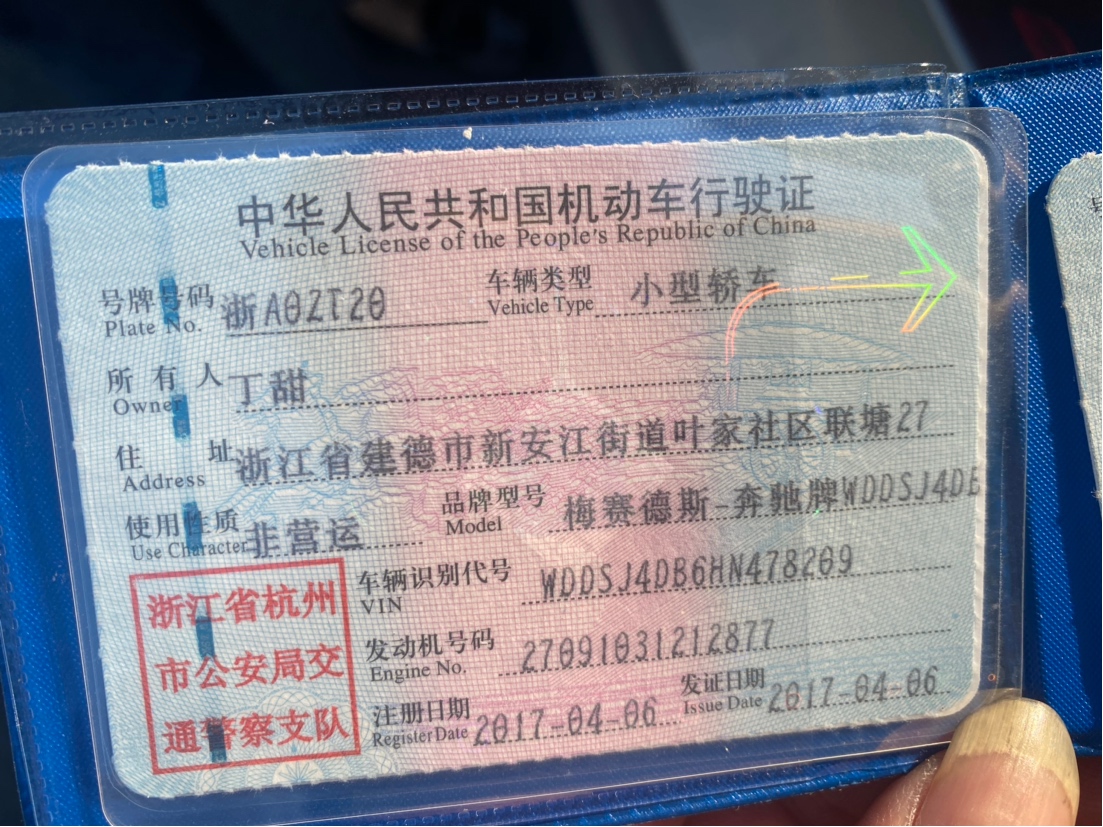 中华人民共和国机动车行驶证
Vehicle License of the People's Republic of China
号牌号码 浙A0ZT20 车辆类型 小型轿车
Plate No. Vehicle Type
所有人 丁甜
Owner
住址 浙江省建德市新安江街道叶家社区联塘27
Address
使用性质 非营运 品牌型号 梅赛德斯-奔驰牌WDDSJ4DB
Use Character Model
浙江省杭州
市公安局交
通警察支队
车辆识别代号 WDDSJ4DB6HN478209
VIN
发动机号码 27091031212877
Engine No.
注册日期 2017-04-06 发证日期 2017-04-06
Register Date Issue Date